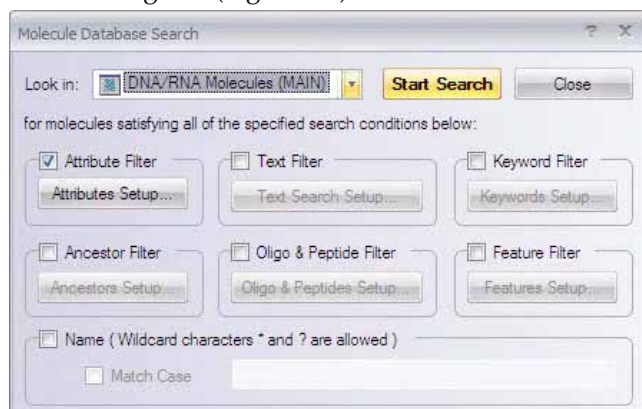 Molecule Database Search ? X
Look in: DNA/RNA Molecules (MAIN) Start Search Close
for molecules satisfying all of the specified search conditions below:
Attribute Filter Text Filter Keyword Filter
Attributes Setup... Text Search Setup... Keywords Setup...
Ancestor Filter Oligo & Peptide Filter Feature Filter
Ancestors Setup... Oligo & Peptides Setup... Features Setup...
Name ( Wildcard characters * and ? are allowed )
Match Case